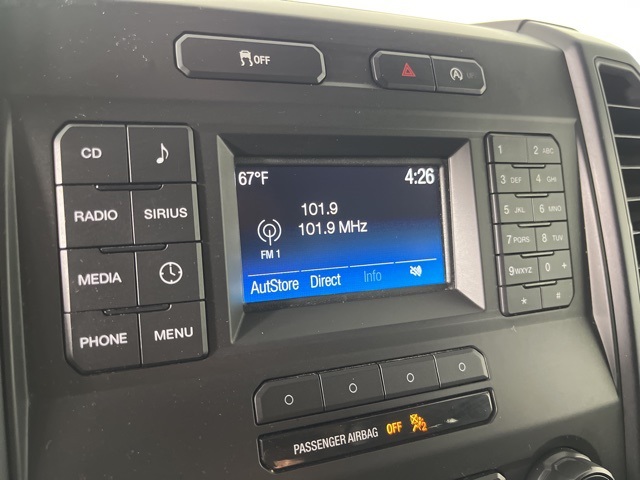 OFF
CD
RADIO SIRIUS
MEDIA
PHONE MENU
67°F 4:26
101.9
101.9 MHz
FM 1
AutStore Direct Info
1 2 ABC
3 DEF 4 GHI
5 JKL 6 MNO
7 PQRS 8 TUV
9 WXYZ 0 +
* #
PASSENGER AIRBAG OFF 2